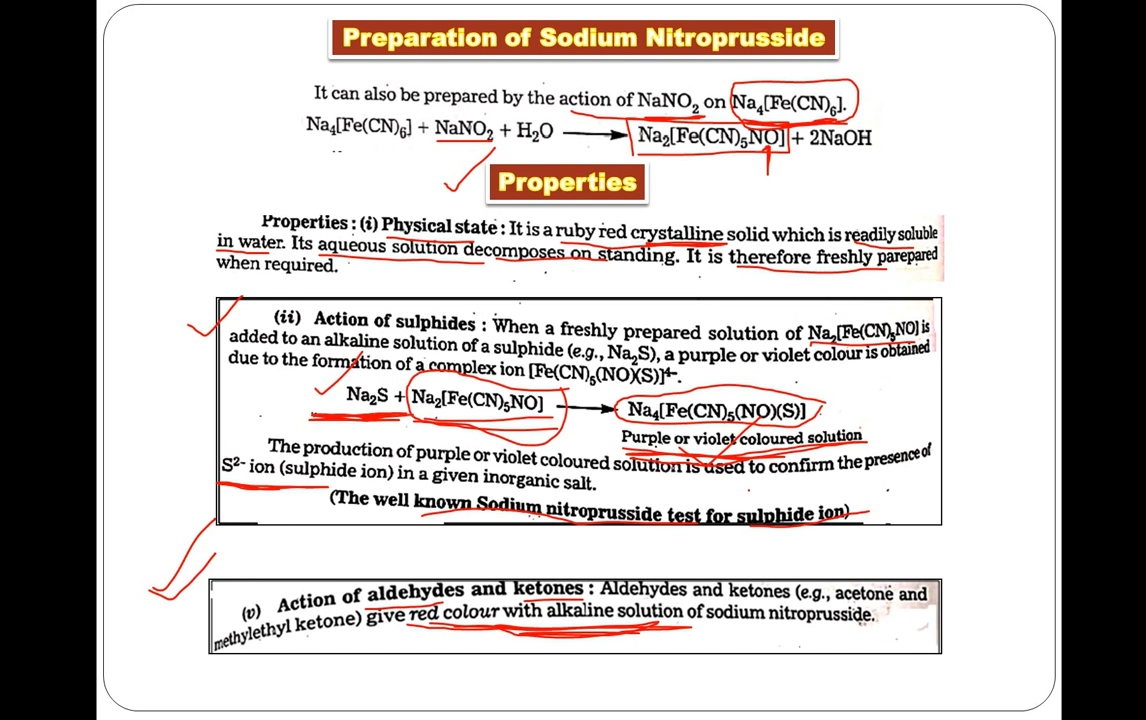 Preparation of Sodium Nitroprusside
It can also be prepared by the action of NaNO₂ on Na₄[Fe(CN)₆].
Na₄[Fe(CN)₆] + NaNO₂ + H₂O ⟶ Na₂[Fe(CN)₅NO] + 2NaOH
Properties
Properties : (i) Physical state : It is a ruby red crystalline solid which is readily soluble
in water. Its aqueous solution decomposes on standing. It is therefore freshly parepared
when required.
(ii) Action of sulphides : When a freshly prepared solution of Na₂[Fe(CN)₅NO] is
added to an alkaline solution of a sulphide (e.g., Na₂S), a purple or violet colour is obtained
due to the formation of a complex ion [Fe(CN)₅(NO)(S)]⁴⁻.
Na₂S + Na₂[Fe(CN)₅NO] ⟶ Na₄[Fe(CN)₅(NO)(S)]
Purple or violet coloured solution
The production of purple or violet coloured solution is used to confirm the presence of
S²⁻ ion (sulphide ion) in a given inorganic salt.
(The well known Sodium nitroprusside test for sulphide ion)
(v) Action of aldehydes and ketones : Aldehydes and ketones (e.g., acetone and
methylethyl ketone) give red colour with alkaline solution of sodium nitroprusside.